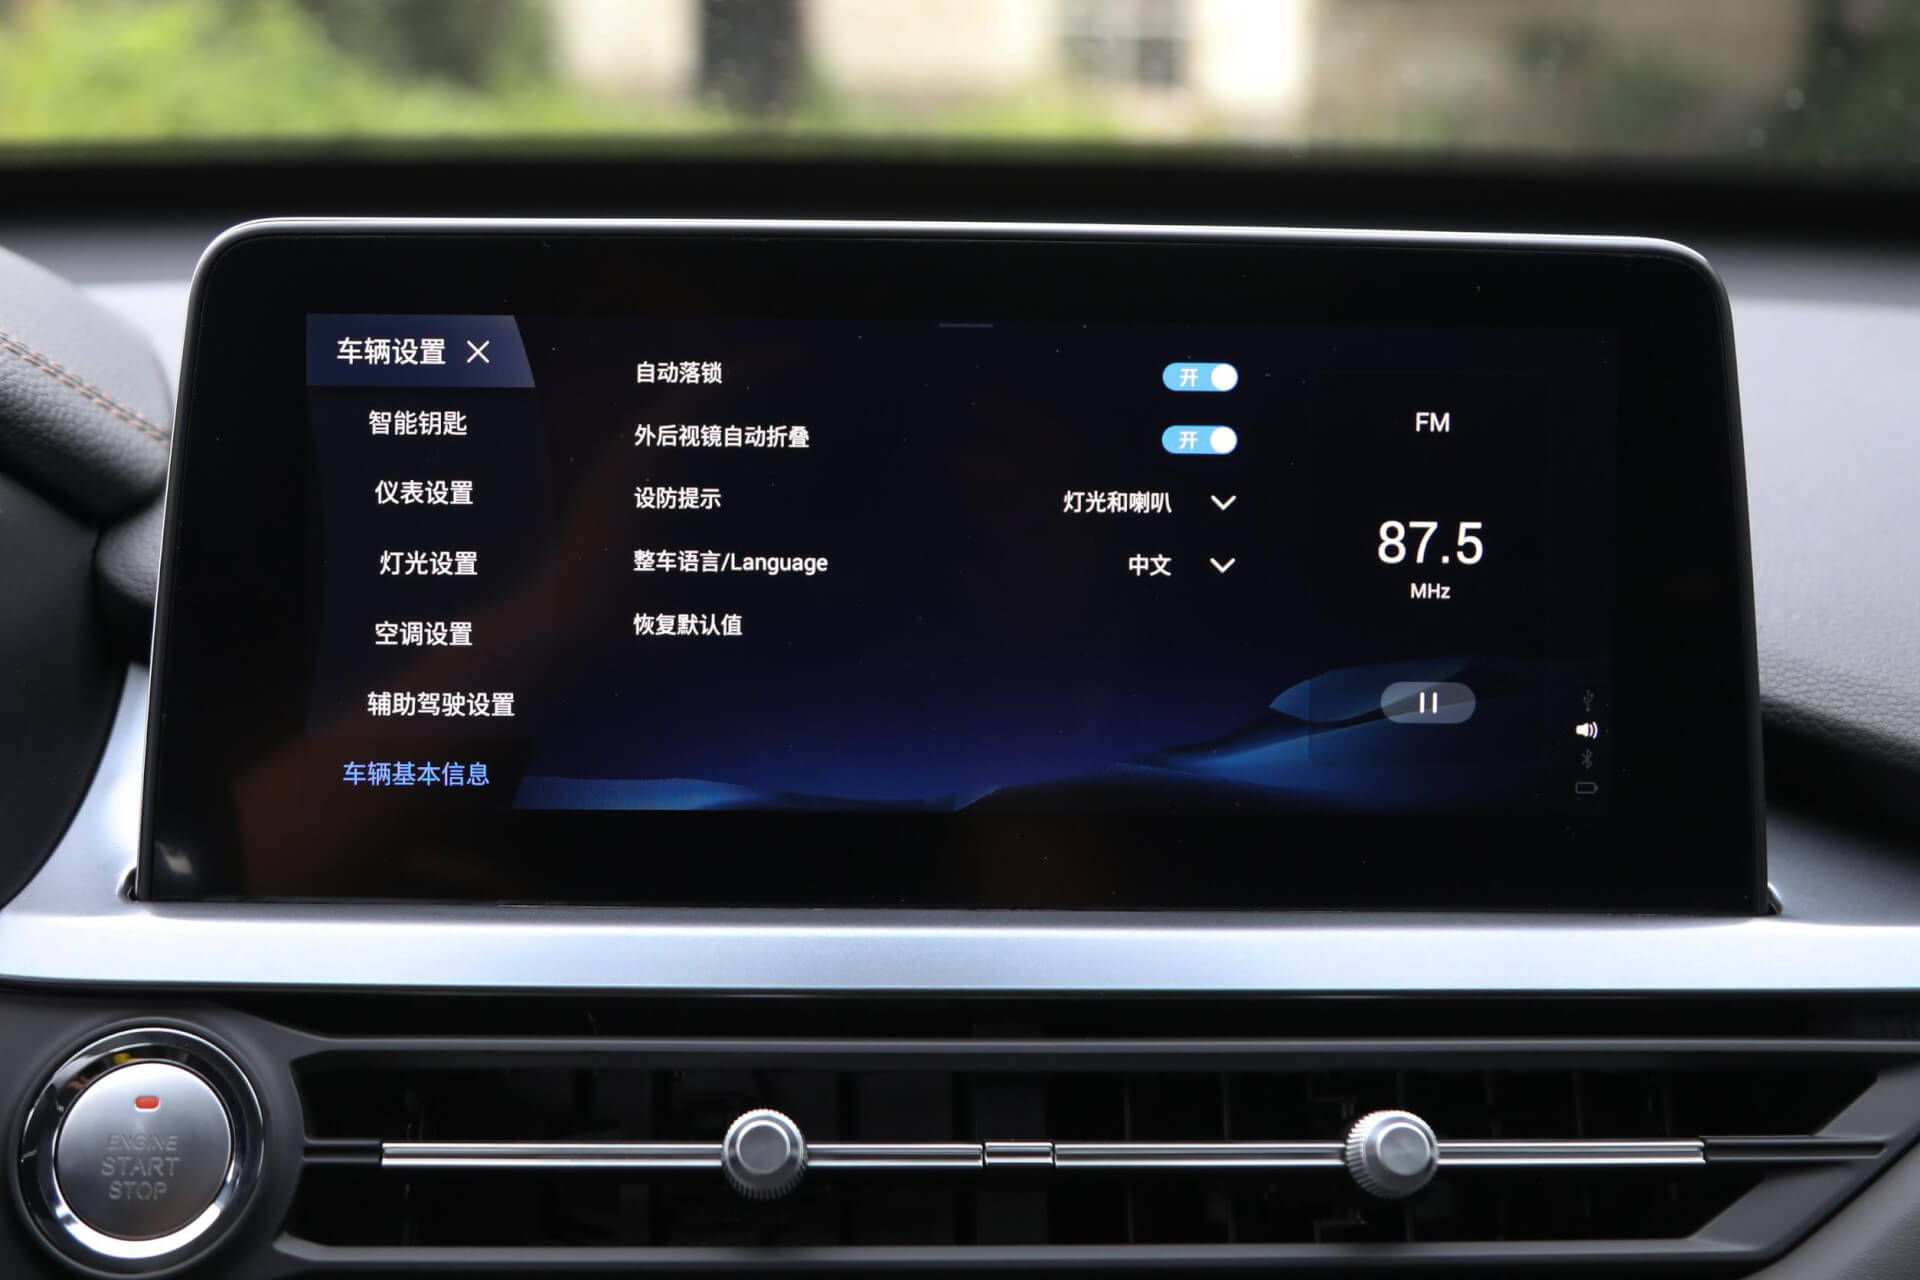 车辆设置
智能钥匙
仪表设置
灯光设置
空调设置
辅助驾驶设置
车辆基本信息
自动落锁 开
外后视镜自动折叠 开
设防提示 灯光和喇叭
整车语言/Language 中文
恢复默认值
FM
87.5
MHz
ENGINE
START
STOP